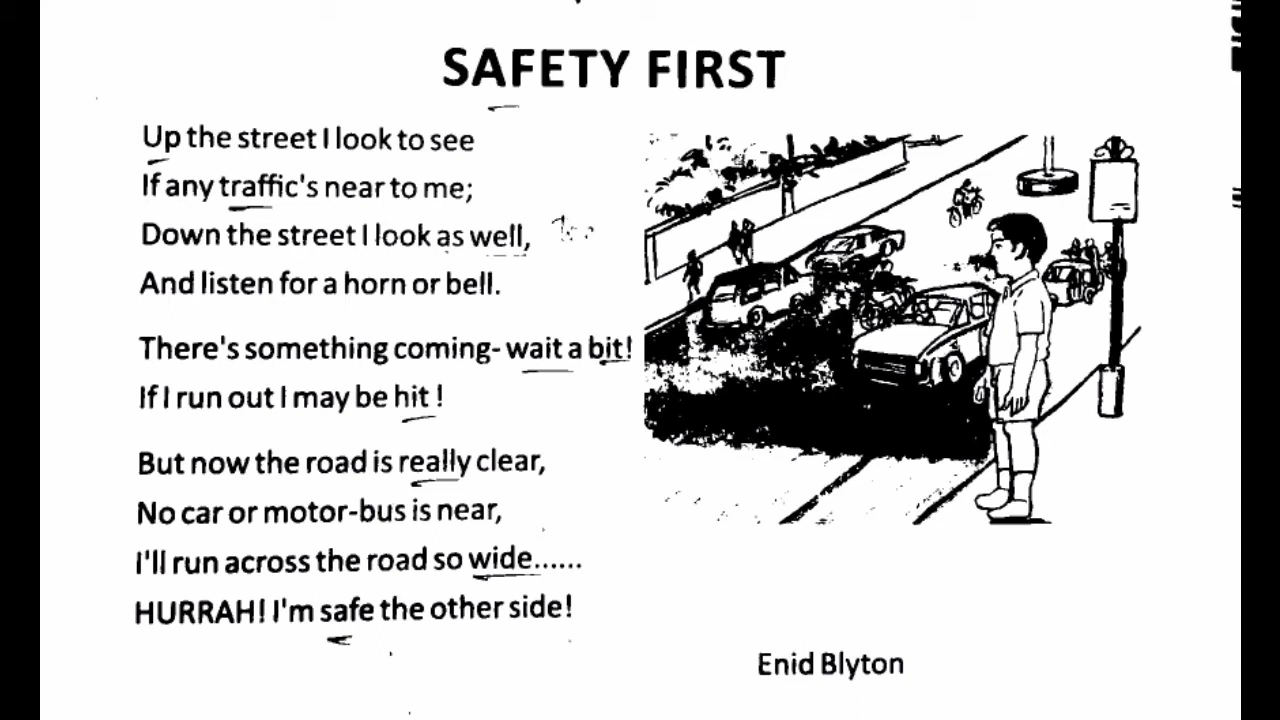 SAFETY FIRST
Up the street I look to see
If any traffic's near to me;
Down the street I look as well,
And listen for a horn or bell.
There's something coming- wait a bit!
If I run out I may be hit !
But now the road is really clear,
No car or motor-bus is near,
I'll run across the road so wide......
HURRAH! I'm safe the other side!
Enid Blyton